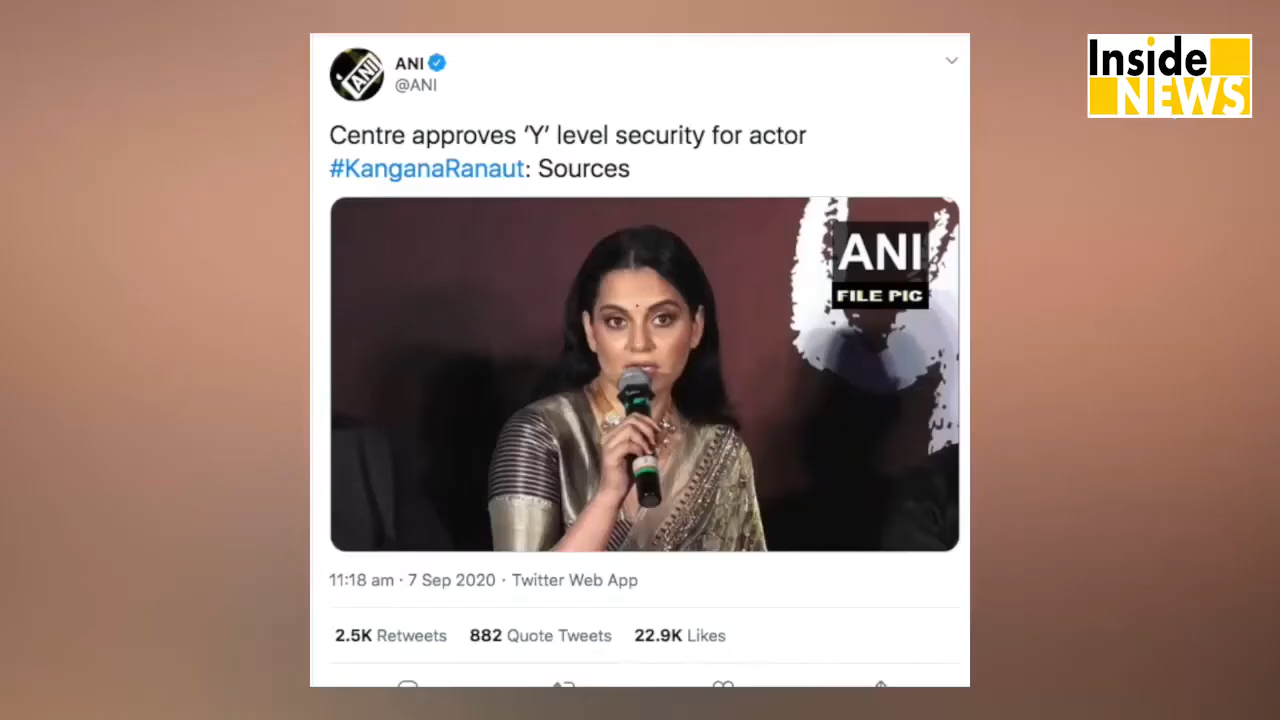 Inside
NEWS
ANI
ANI
@ANI
Centre approves ‘Y’ level security for actor
#KanganaRanaut: Sources
ANI
FILE PIC
11:18 am · 7 Sep 2020 · Twitter Web App
2.5K Retweets 882 Quote Tweets 22.9K Likes